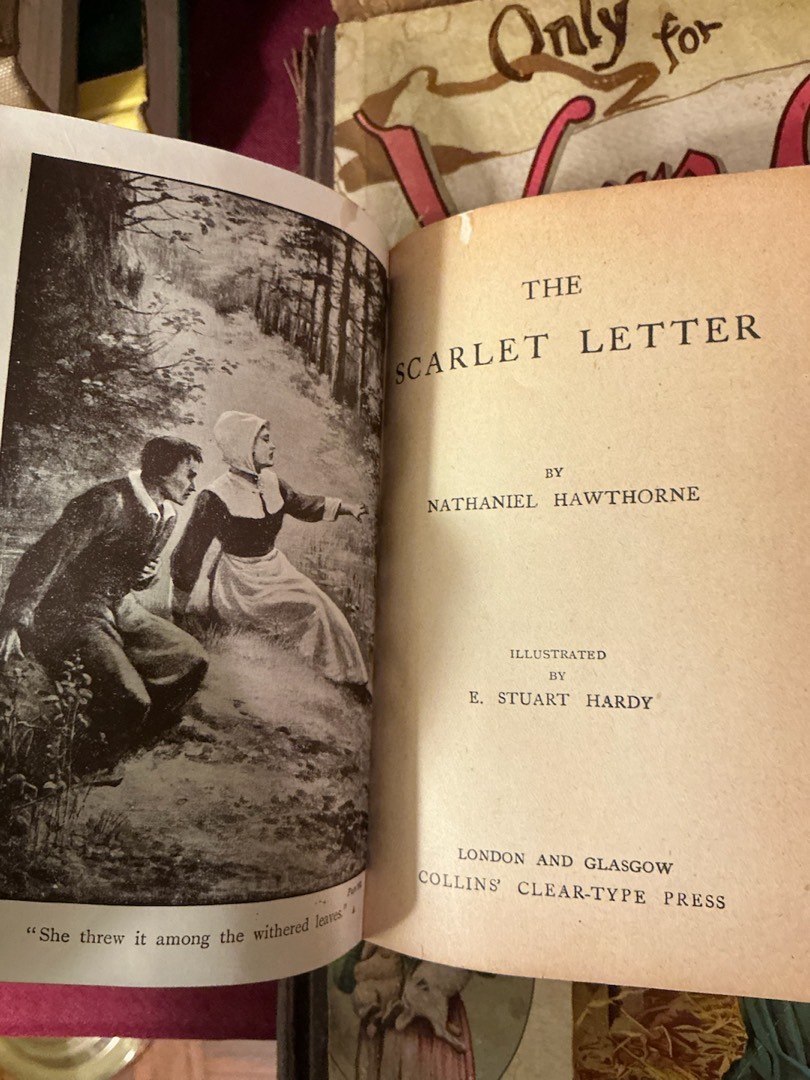 Only for
"She threw it among the withered leaves."
THE
SCARLET LETTER
BY
NATHANIEL HAWTHORNE
ILLUSTRATED
BY
E. STUART HARDY
LONDON AND GLASGOW
COLLINS' CLEAR-TYPE PRESS